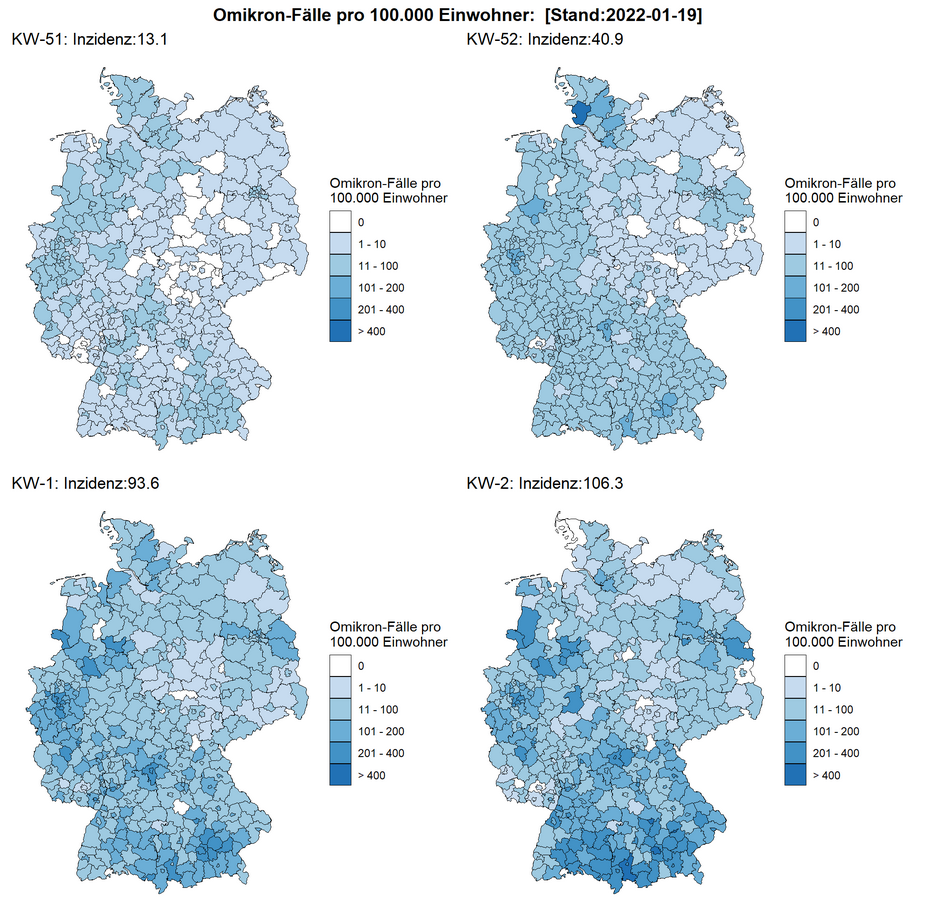 Omikron-Fälle pro 100.000 Einwohner:  [Stand:2022-01-19]
KW-51: Inzidenz:13.1
Omikron-Fälle pro
100.000 Einwohner
0
1 - 10
11 - 100
101 - 200
201 - 400
> 400
KW-52: Inzidenz:40.9
Omikron-Fälle pro
100.000 Einwohner
0
1 - 10
11 - 100
101 - 200
201 - 400
> 400
KW-1: Inzidenz:93.6
Omikron-Fälle pro
100.000 Einwohner
0
1 - 10
11 - 100
101 - 200
201 - 400
> 400
KW-2: Inzidenz:106.3
Omikron-Fälle pro
100.000 Einwohner
0
1 - 10
11 - 100
101 - 200
201 - 400
> 400